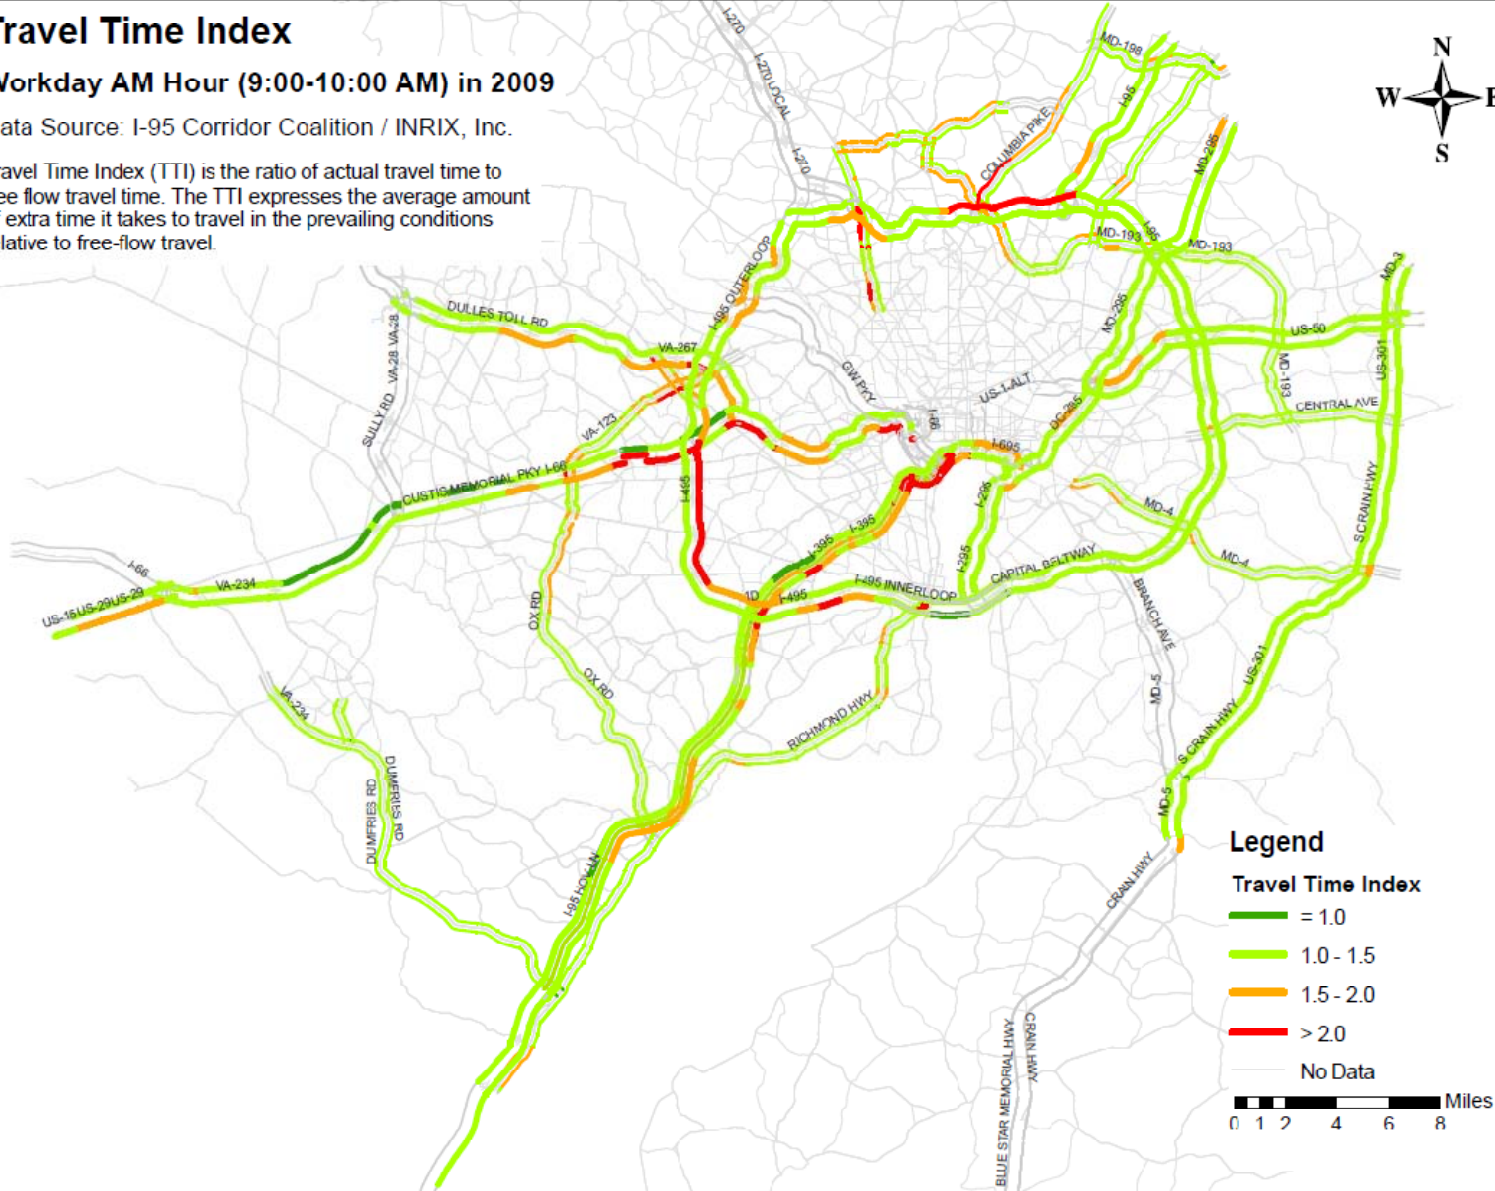 ravel Time Index
Workday AM Hour (9:00-10:00 AM) in 2009
ata Source: I-95 Corridor Coalition / INRIX, Inc.
ravel Time Index (TTI) is the ratio of actual travel time to
ee flow travel time. The TTI expresses the average amount
f extra time it takes to travel in the prevailing conditions
lative to free-flow travel.
N
W
E
S
I-270
I-270 LOCAL
I-270
MD-198
I-95
COLUMBIA PIKE
MD-295
I-495 OUTERLOOP
MD-193
I-95
MD-193
MD-3
DULLES TOLL RD
VA-28
VA-28
VA-267
MD-295
US-50
US-301
GW PKY
US-1-ALT
MD-193
SULLY RD
VA-123
I-66
DC-295
CENTRAL AVE
I-695
CUSTIS MEMORIAL PKY
I-66
I-495
I-295
I-395
I-395
MD-4
S CRAIN HWY
I-66
VA-234
I-295
MD-4
CAPITAL BELTWAY
US-15
US-29
US-29
I-495 INNERLOOP
I-495
OX RD
BRANCH AVE
OX RD
US-301
VA-234
MD-5
RICHMOND HWY
S CRAIN HWY
DUMFRIES RD
DUMFRIES RD
MD-5
I-95 HOV LN
CRAIN HWY
BLUE STAR MEMORIAL HWY
CRAIN HWY
Legend
Travel Time Index
= 1.0
1.0 - 1.5
1.5 - 2.0
> 2.0
No Data
Miles
0 1 2 4 6 8